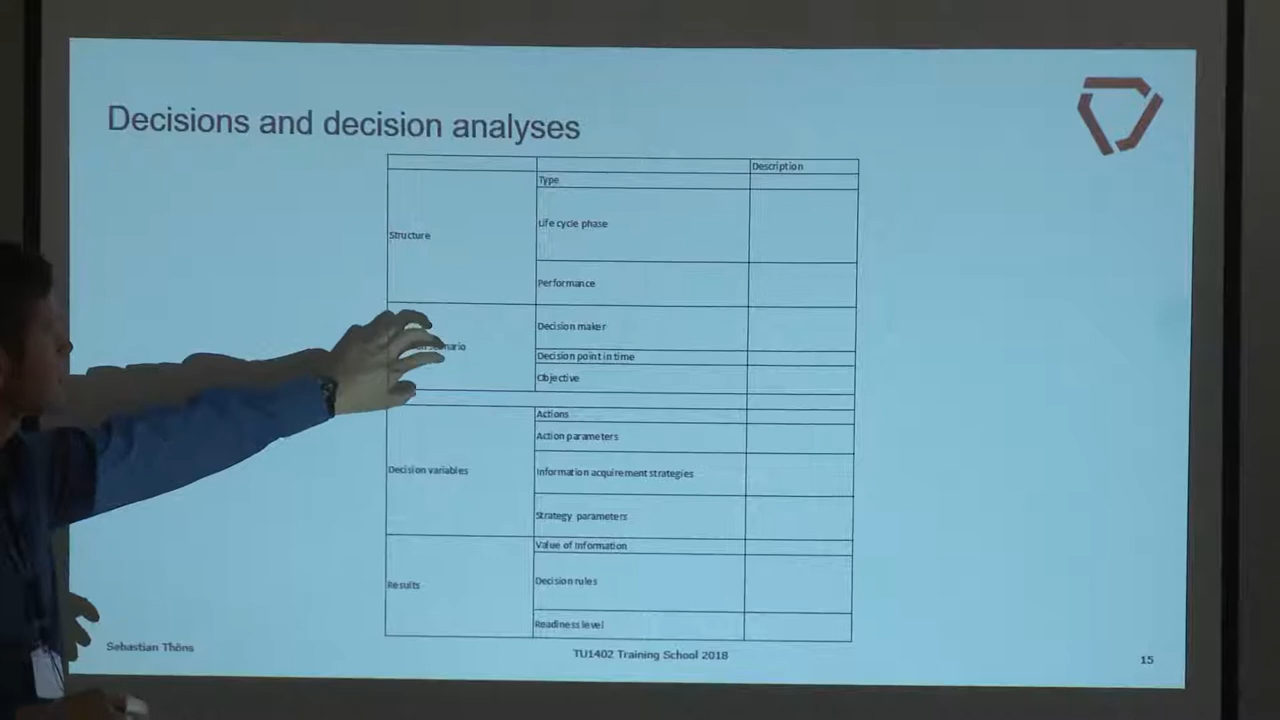 Decisions and decision analyses
Description
Type
Life cycle phase
Structure
Performance
Decision maker
Decision point in time
Objective
Actions
Action parameters
Decision variables
Information acquirement strategies
Strategy parameters
Value of Information
Results
Decision rules
Readiness level
Sebastian Thöns
TU1402 Training School 2018
15